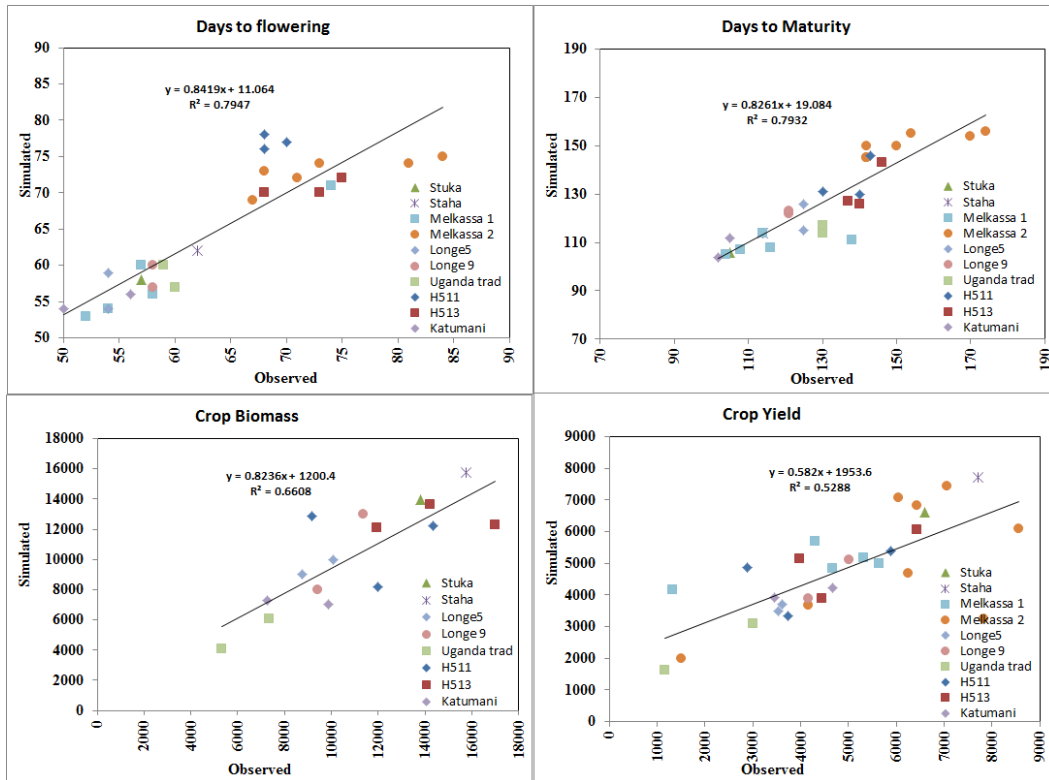 Days to flowering
90
85
80
75
70
65
60
55
50
Simulated
y = 0.8419x + 11.064
R² = 0.7947
Stuka
Staha
Melkassa 1
Melkassa 2
Longe5
Longe 9
Uganda trad
H511
H513
Katumani
50
55
60
65
70
75
80
85
90
Observed
Days to Maturity
190
170
150
130
110
90
70
Simulated
y = 0.8261x + 19.084
R² = 0.7932
Stuka
Staha
Melkassa 1
Melkassa 2
Longe5
Longe 9
Uganda trad
H511
H513
Katumani
70
90
110
130
150
170
190
Observed
Crop Biomass
18000
16000
14000
12000
10000
8000
6000
4000
2000
0
Simulated
y = 0.8236x + 1200.4
R² = 0.6608
Stuka
Staha
Longe5
Longe 9
Uganda trad
H511
H513
Katumani
0
2000
4000
6000
8000
10000
12000
14000
16000
18000
Observed
Crop Yield
9000
8000
7000
6000
5000
4000
3000
2000
1000
0
Simulated
y = 0.582x + 1953.6
R² = 0.5288
Stuka
Staha
Melkassa 1
Melkassa 2
Longe5
Longe 9
Uganda trad
H511
H513
Katumani
0
1000
2000
3000
4000
5000
6000
7000
8000
9000
Observed